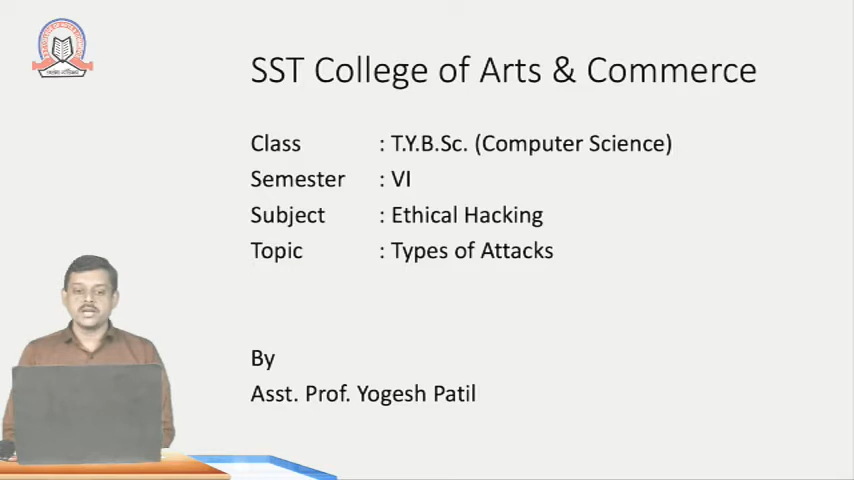 SST College of Arts & Commerce
Class : T.Y.B.Sc. (Computer Science)
Semester : VI
Subject : Ethical Hacking
Topic : Types of Attacks
By
Asst. Prof. Yogesh Patil